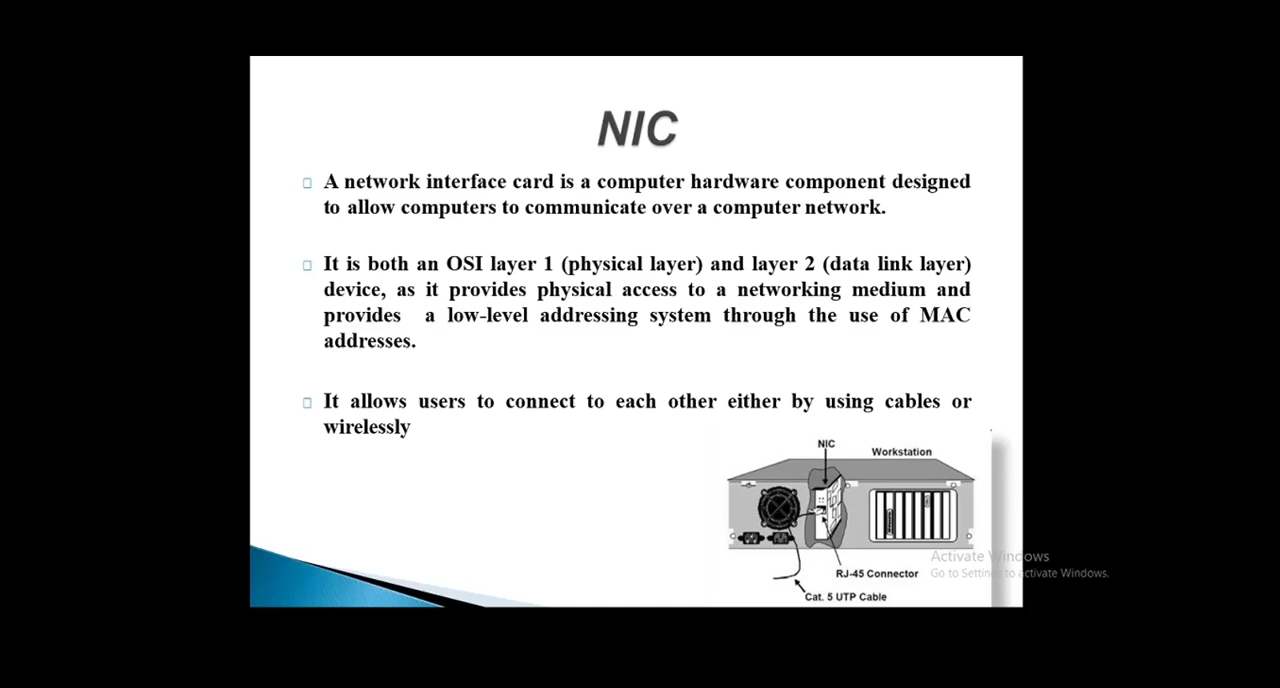 NIC
A network interface card is a computer hardware component designed
to allow computers to communicate over a computer network.
It is both an OSI layer 1 (physical layer) and layer 2 (data link layer)
device, as it provides physical access to a networking medium and
provides a low-level addressing system through the use of MAC
addresses.
It allows users to connect to each other either by using cables or
wirelessly
NIC
Workstation
RJ-45 Connector
Cat. 5 UTP Cable
Activate Windows
Go to Settings to activate Windows.